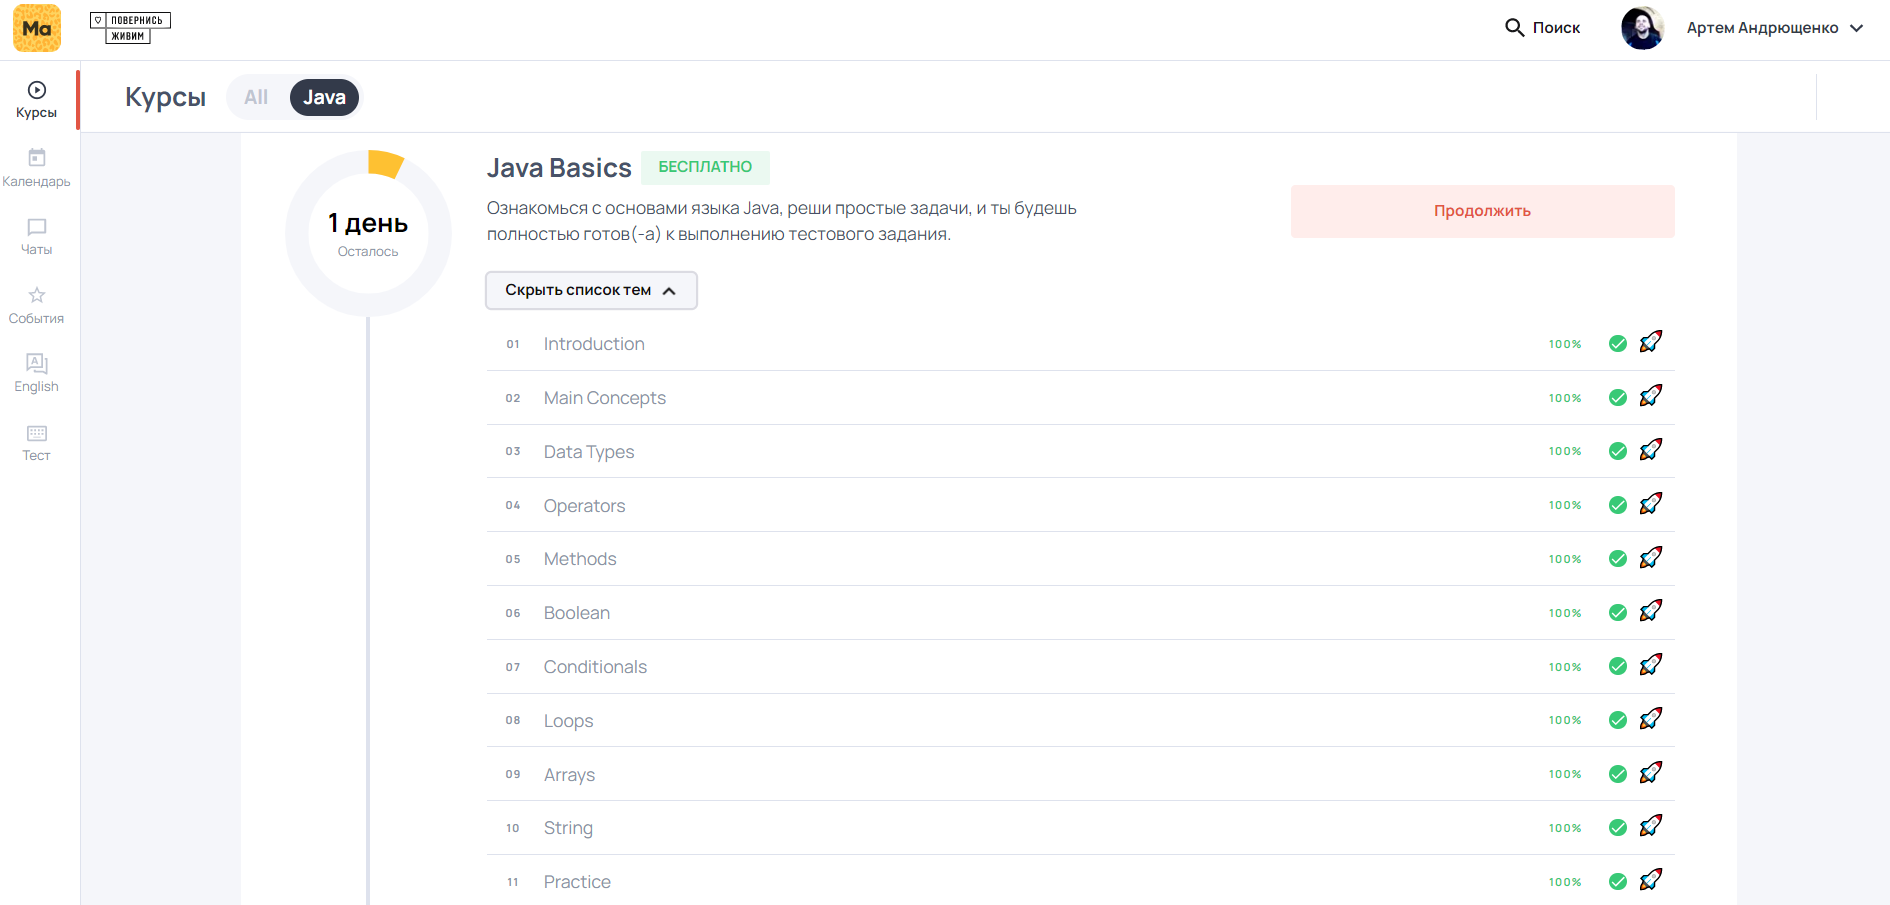 Ma
ПОВЕРНИСЬ
ЖИВИМ
Поиск
Артем Андрющенко
Курсы
Календарь
Чаты
События
English
Тест
Курсы
All
Java
1 день
Осталось
Java Basics
БЕСПЛАТНО
Ознакомься с основами языка Java, реши простые задачи, и ты будешь
полностью готов(-а) к выполнению тестового задания.
Продолжить
Скрыть список тем
01 Introduction 100%
02 Main Concepts 100%
03 Data Types 100%
04 Operators 100%
05 Methods 100%
06 Boolean 100%
07 Conditionals 100%
08 Loops 100%
09 Arrays 100%
10 String 100%
11 Practice 100%